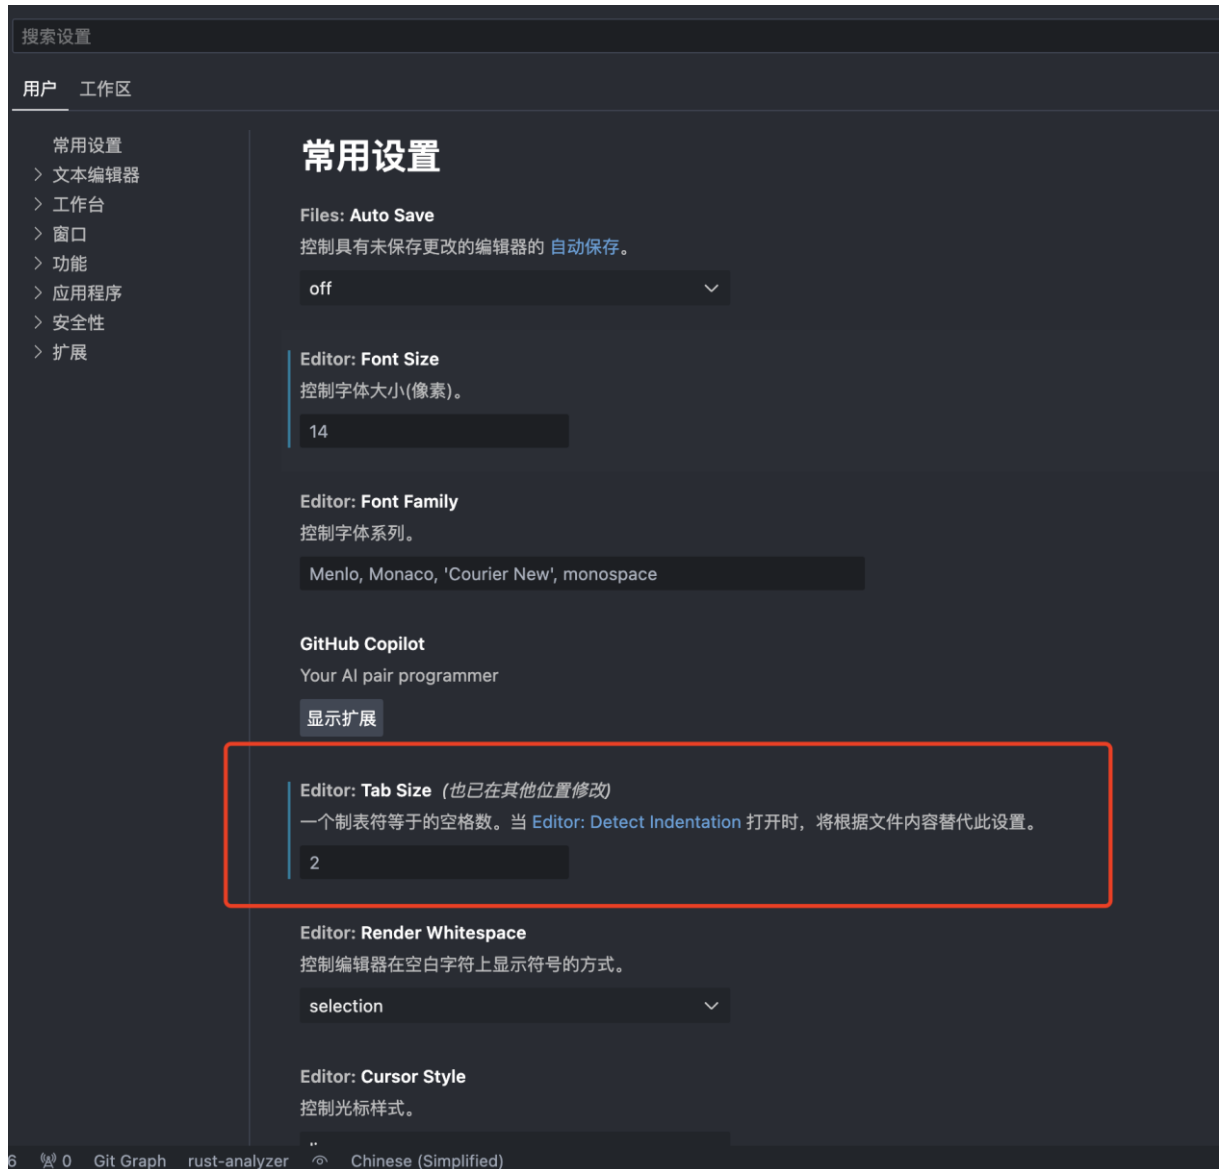 搜索设置
用户 工作区
常用设置
文本编辑器
工作台
窗口
功能
应用程序
安全性
扩展
常用设置
Files: Auto Save
控制具有未保存更改的编辑器的 自动保存。
off
Editor: Font Size
控制字体大小(像素)。
14
Editor: Font Family
控制字体系列。
Menlo, Monaco, 'Courier New', monospace
GitHub Copilot
Your AI pair programmer
显示扩展
Editor: Tab Size (也已在其他位置修改)
一个制表符等于的空格数。当 Editor: Detect Indentation 打开时，将根据文件内容替代此设置。
2
Editor: Render Whitespace
控制编辑器在空白字符上显示符号的方式。
selection
Editor: Cursor Style
控制光标样式。
6 0 Git Graph rust-analyzer Chinese (Simplified)